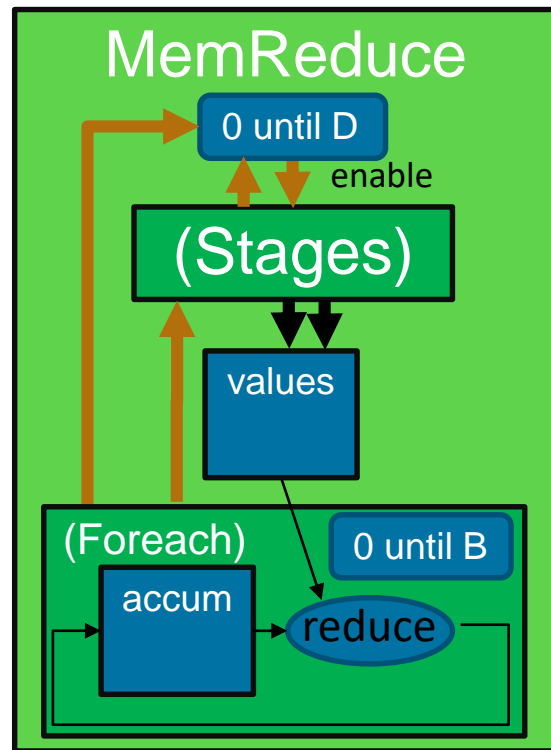 MemReduce
0 until D
enable
(Stages)
values
(Foreach)
0 until B
accum
reduce